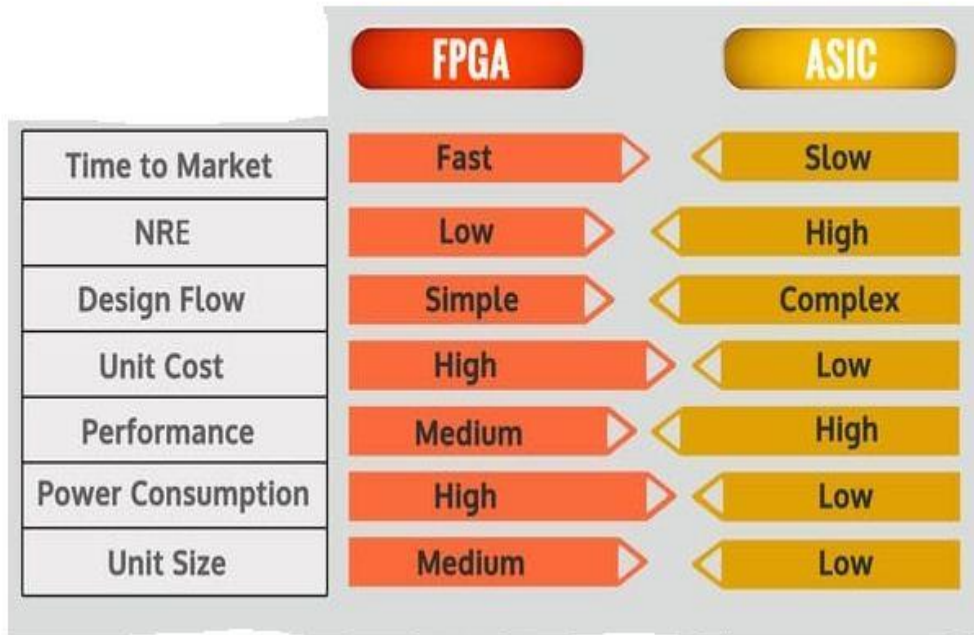 FPGA ASIC
Time to Market Fast Slow
NRE Low High
Design Flow Simple Complex
Unit Cost High Low
Performance Medium High
Power Consumption High Low
Unit Size Medium Low